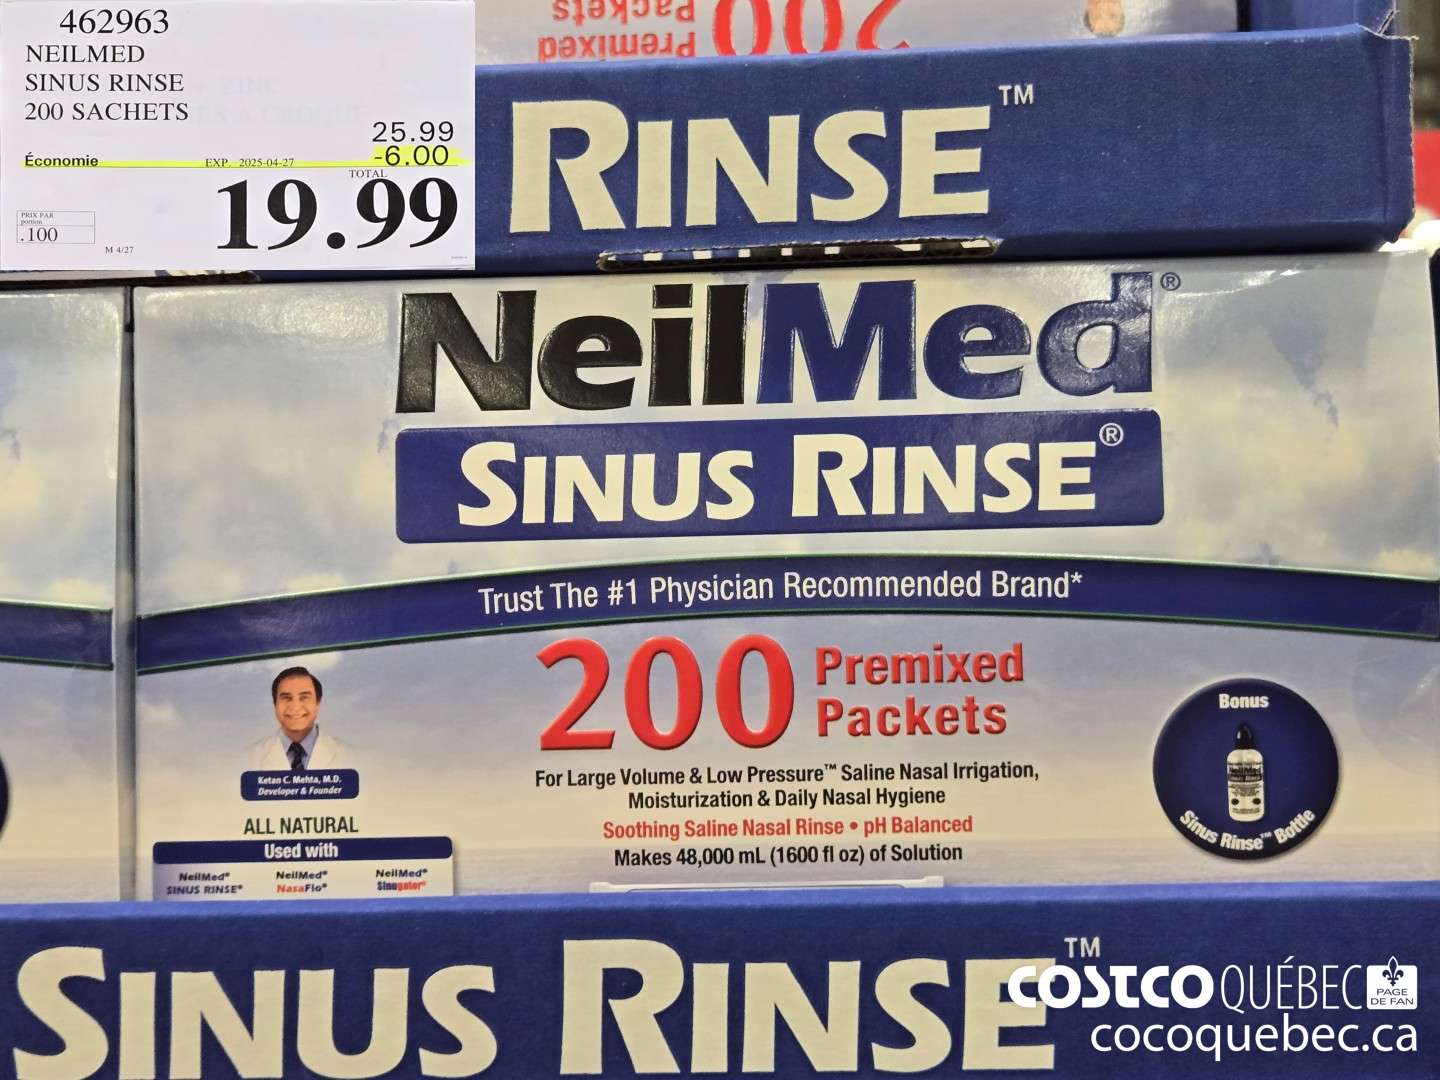 462963
NEILMED
SINUS RINSE
200 SACHETS
25.99
Économie EXP. 2025-04-27 -6.00
TOTAL
19.99
PRIX PAR
portion
.100
M 4/27
200 Premixed
Packets
RINSE™
NeilMed®
SINUS RINSE®
Trust The #1 Physician Recommended Brand*
200 Premixed
Packets
For Large Volume & Low Pressure™ Saline Nasal Irrigation,
Moisturization & Daily Nasal Hygiene
Soothing Saline Nasal Rinse • pH Balanced
Makes 48,000 mL (1600 fl oz) of Solution
Ketan C. Mehta, M.D.
Developer & Founder
ALL NATURAL
Used with
NeilMed® NeilMed® NeilMed®
SINUS RINSE® NasaFlo® Sinugator®
Bonus
Sinus Rinse™ Bottle
SINUS RINSE™
COSTCO QUÉBEC PAGE
DE FAN
cocoquebec.ca